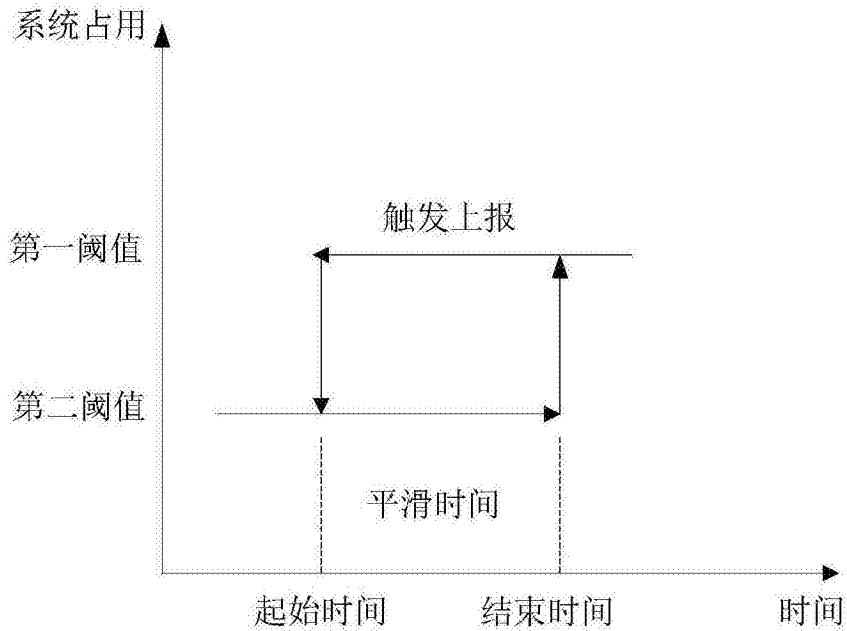 系统占用
触发上报
第一阈值
第二阈值
平滑时间
起始时间
结束时间
时间